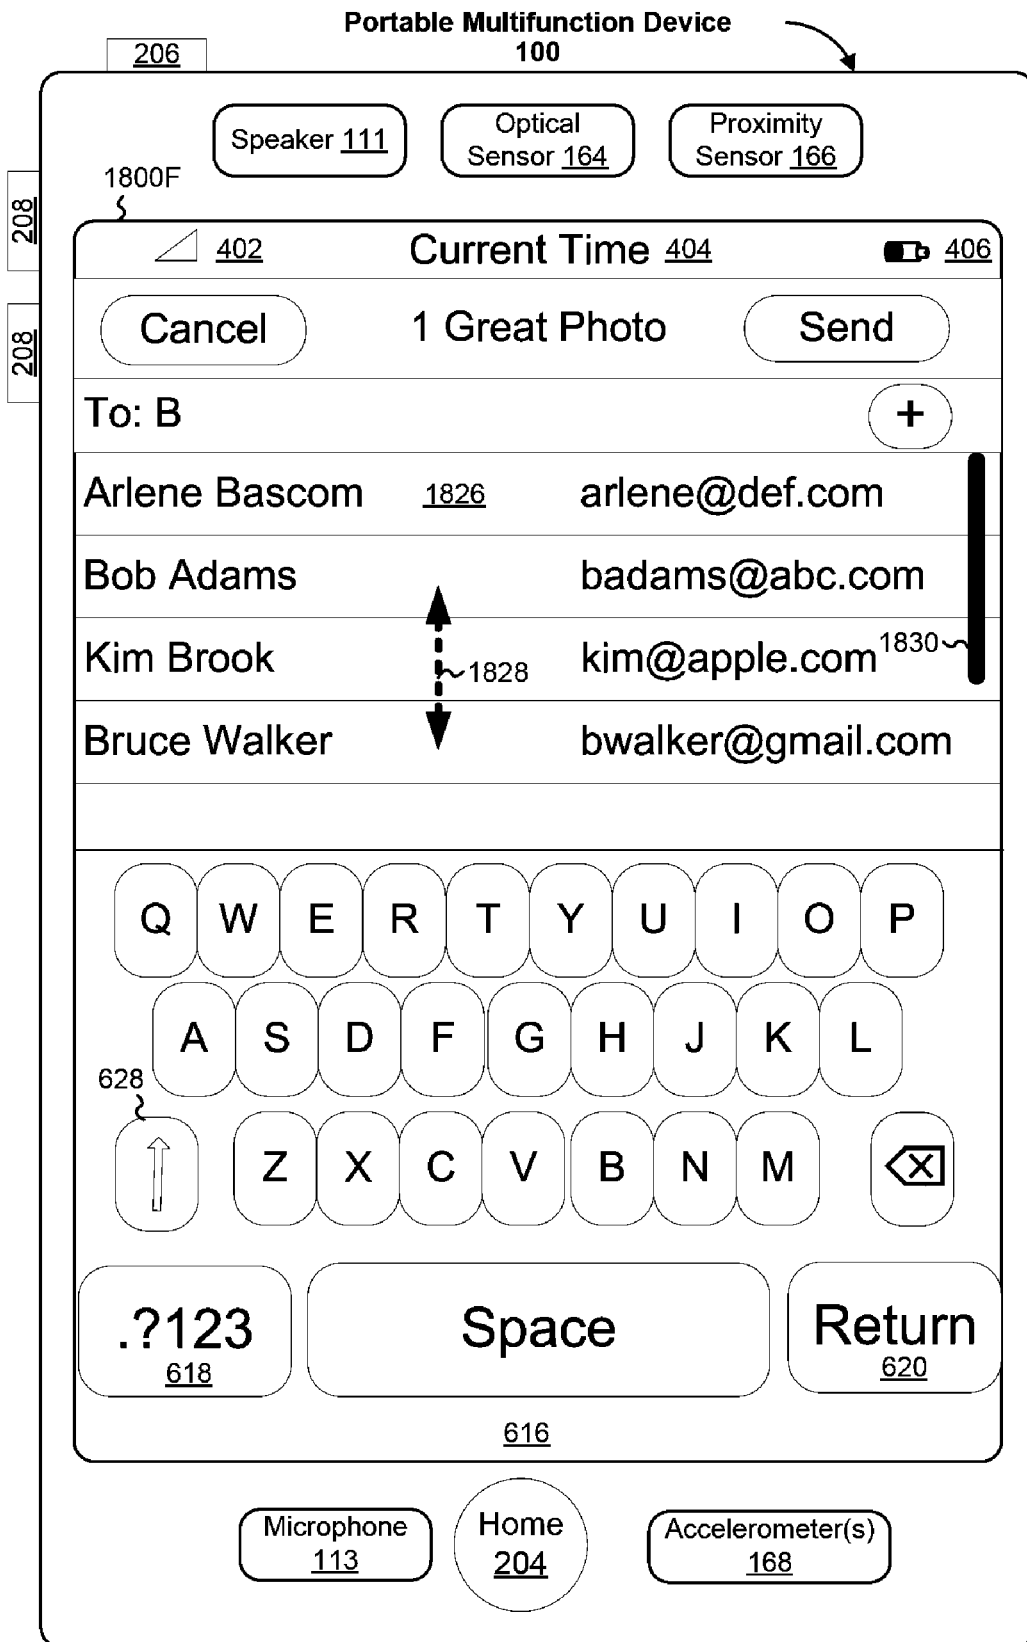 Portable Multifunction Device
100
206
Speaker 111
Optical
Sensor 164
Proximity
Sensor 166
1800F
208
208
402 Current Time 404 406
Cancel 1 Great Photo Send
To: B +
Arlene Bascom 1826 arlene@def.com
Bob Adams badams@abc.com
Kim Brook 1828 kim@apple.com 1830
Bruce Walker bwalker@gmail.com
Q W E R T Y U I O P
A S D F G H J K L
628
Z X C V B N M
.?123
618
Space
Return
620
616
Microphone
113
Home
204
Accelerometer(s)
168